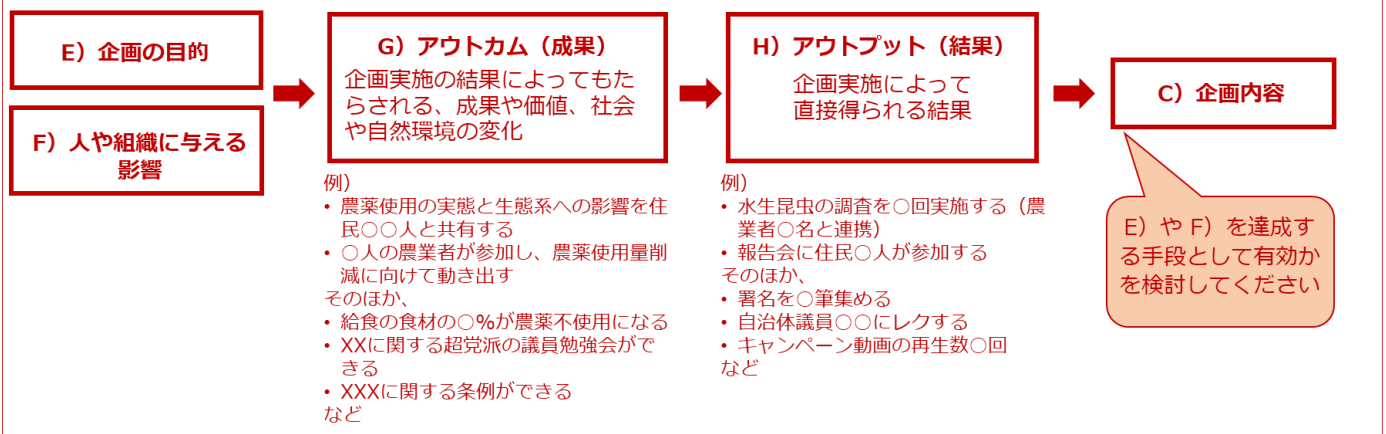 E）企画の目的
F）人や組織に与える
影響
G）アウトカム（成果）
企画実施の結果によってもた
らされる、成果や価値、社会
や自然環境の変化
例）
• 農薬使用の実態と生態系への影響を住
民○○人と共有する
• ○人の農業者が参加し、農薬使用量削
減に向けて動き出す
そのほか、
• 給食の食材の○%が農薬不使用になる
• XXに関する超党派の議員勉強会がで
きる
• XXXに関する条例ができる
など
H）アウトプット（結果）
企画実施によって
直接得られる結果
例）
• 水生昆虫の調査を○回実施する（農
業者○名と連携）
• 報告会に住民○人が参加する
そのほか、
• 署名を○筆集める
• 自治体議員○○にレクする
• キャンペーン動画の再生数○回
など
C）企画内容
E）や F）を達成す
る手段として有効か
を検討してください